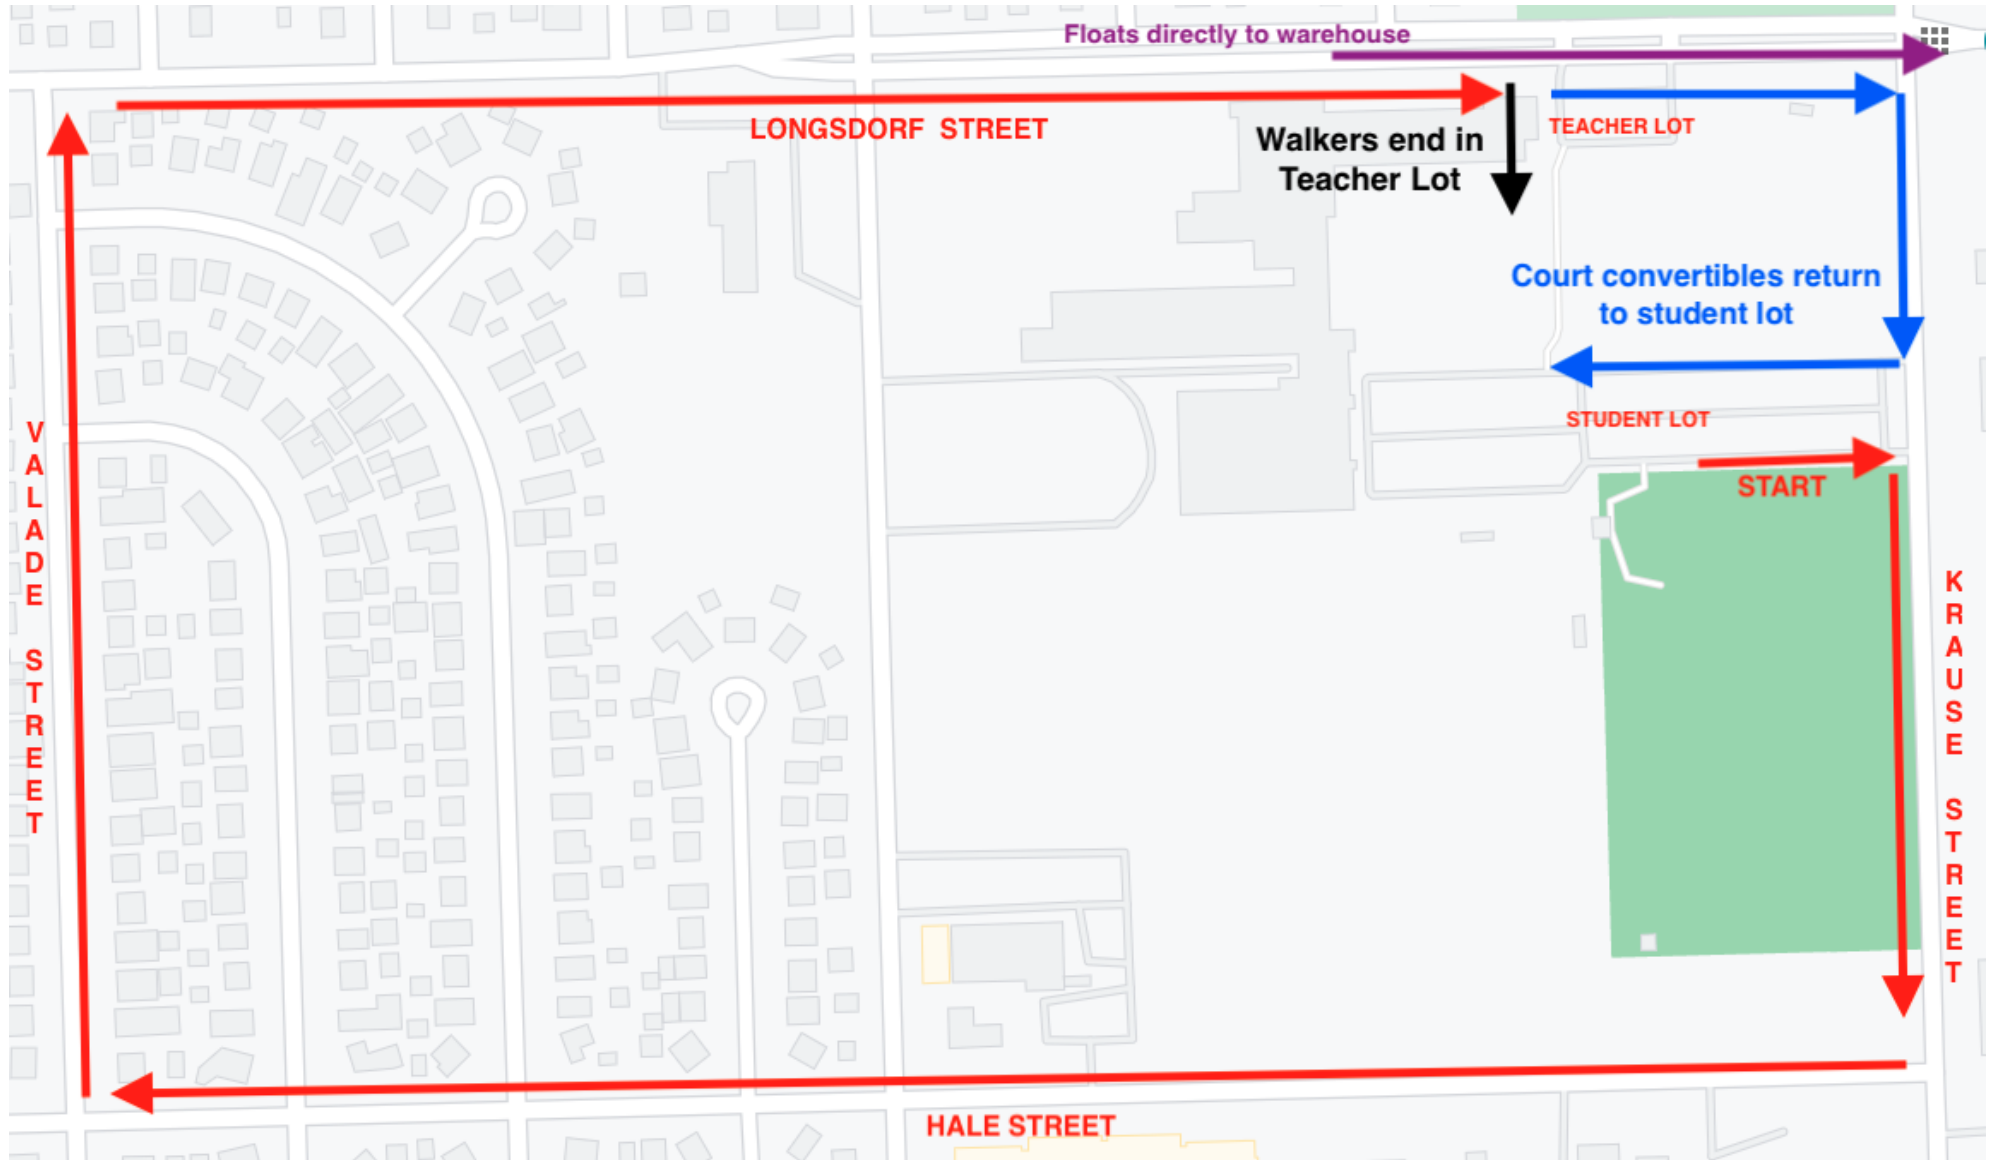 Floats directly to warehouse
LONGSDORF STREET
Walkers end in
Teacher Lot
TEACHER LOT
Court convertibles return
to student lot
STUDENT LOT
START
VALADE STREET
KRAUSE STREET
HALE STREET